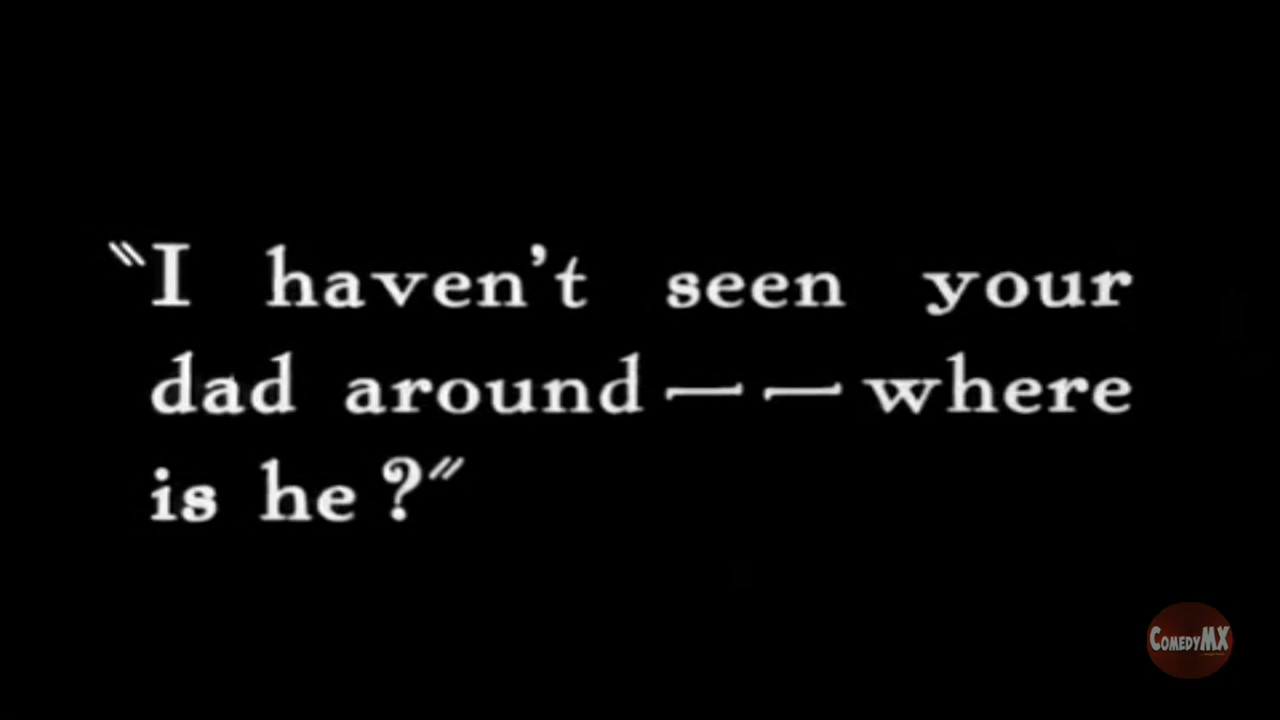 "I haven't seen your
dad around——where
is he?"
ComedyMX